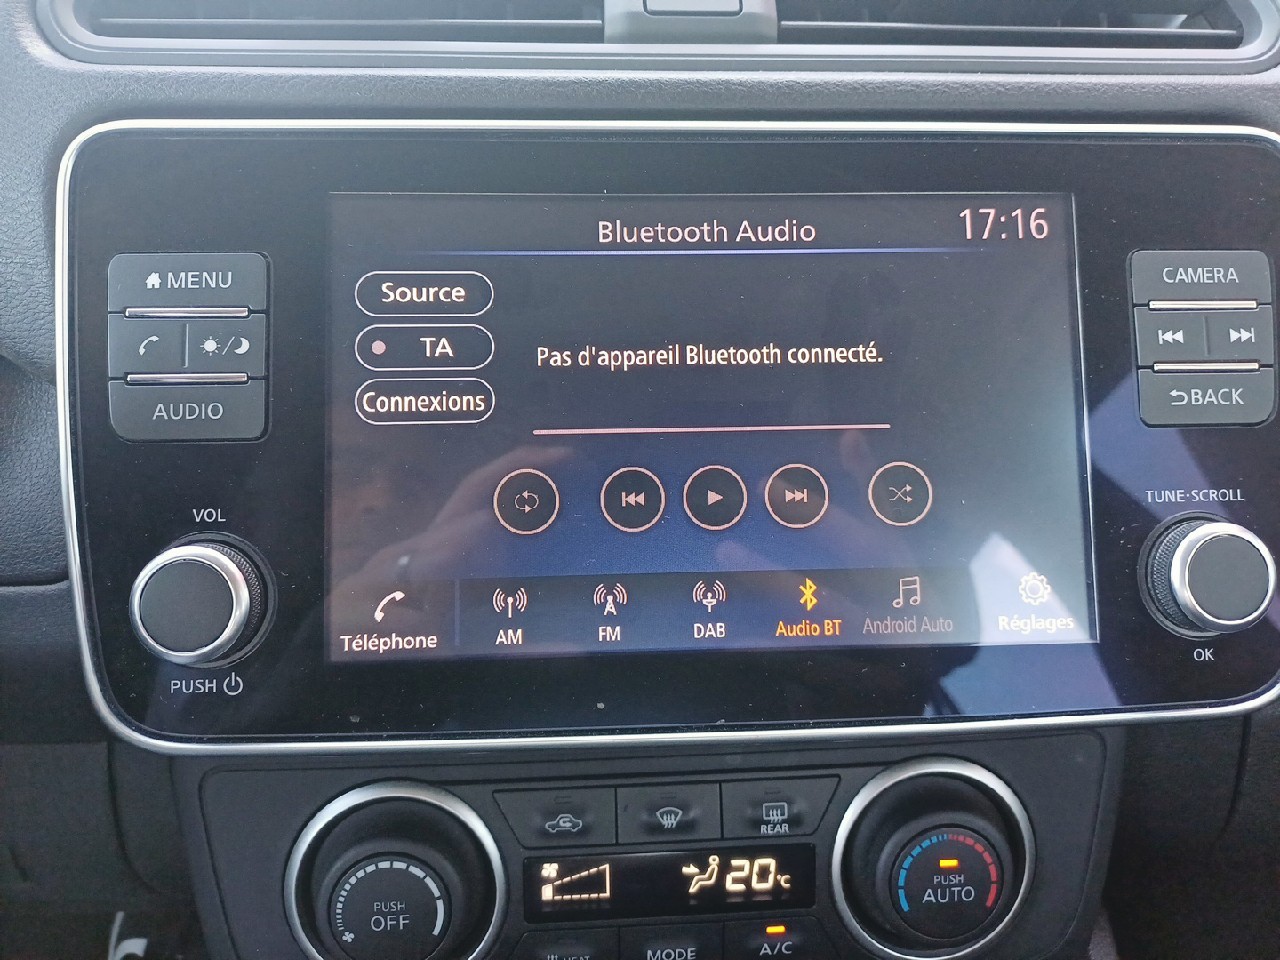 Bluetooth Audio
17:16
MENU
AUDIO
VOL
PUSH
Source
TA
Connexions
Pas d'appareil Bluetooth connecté.
Téléphone
AM
FM
DAB
Audio BT
Android Auto
Réglages
CAMERA
BACK
TUNE·SCROLL
OK
REAR
PUSH
OFF
20°C
PUSH
AUTO
HEAT
MODE
A/C